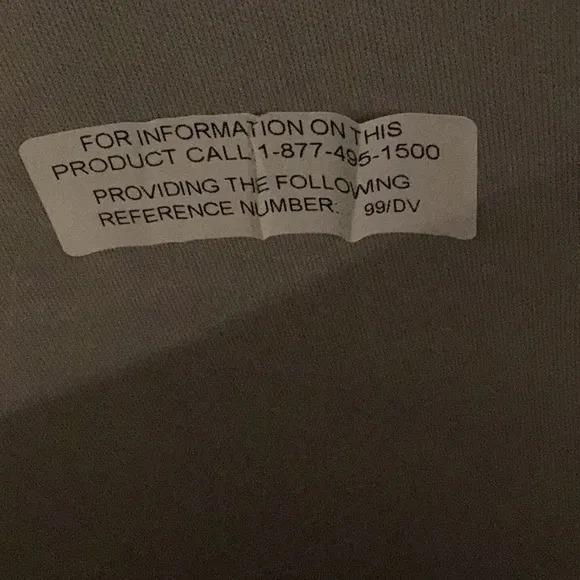 FOR INFORMATION ON THIS
PRODUCT CALL 1-877-495-1500
PROVIDING THE FOLLOWING
REFERENCE NUMBER: 99/DV